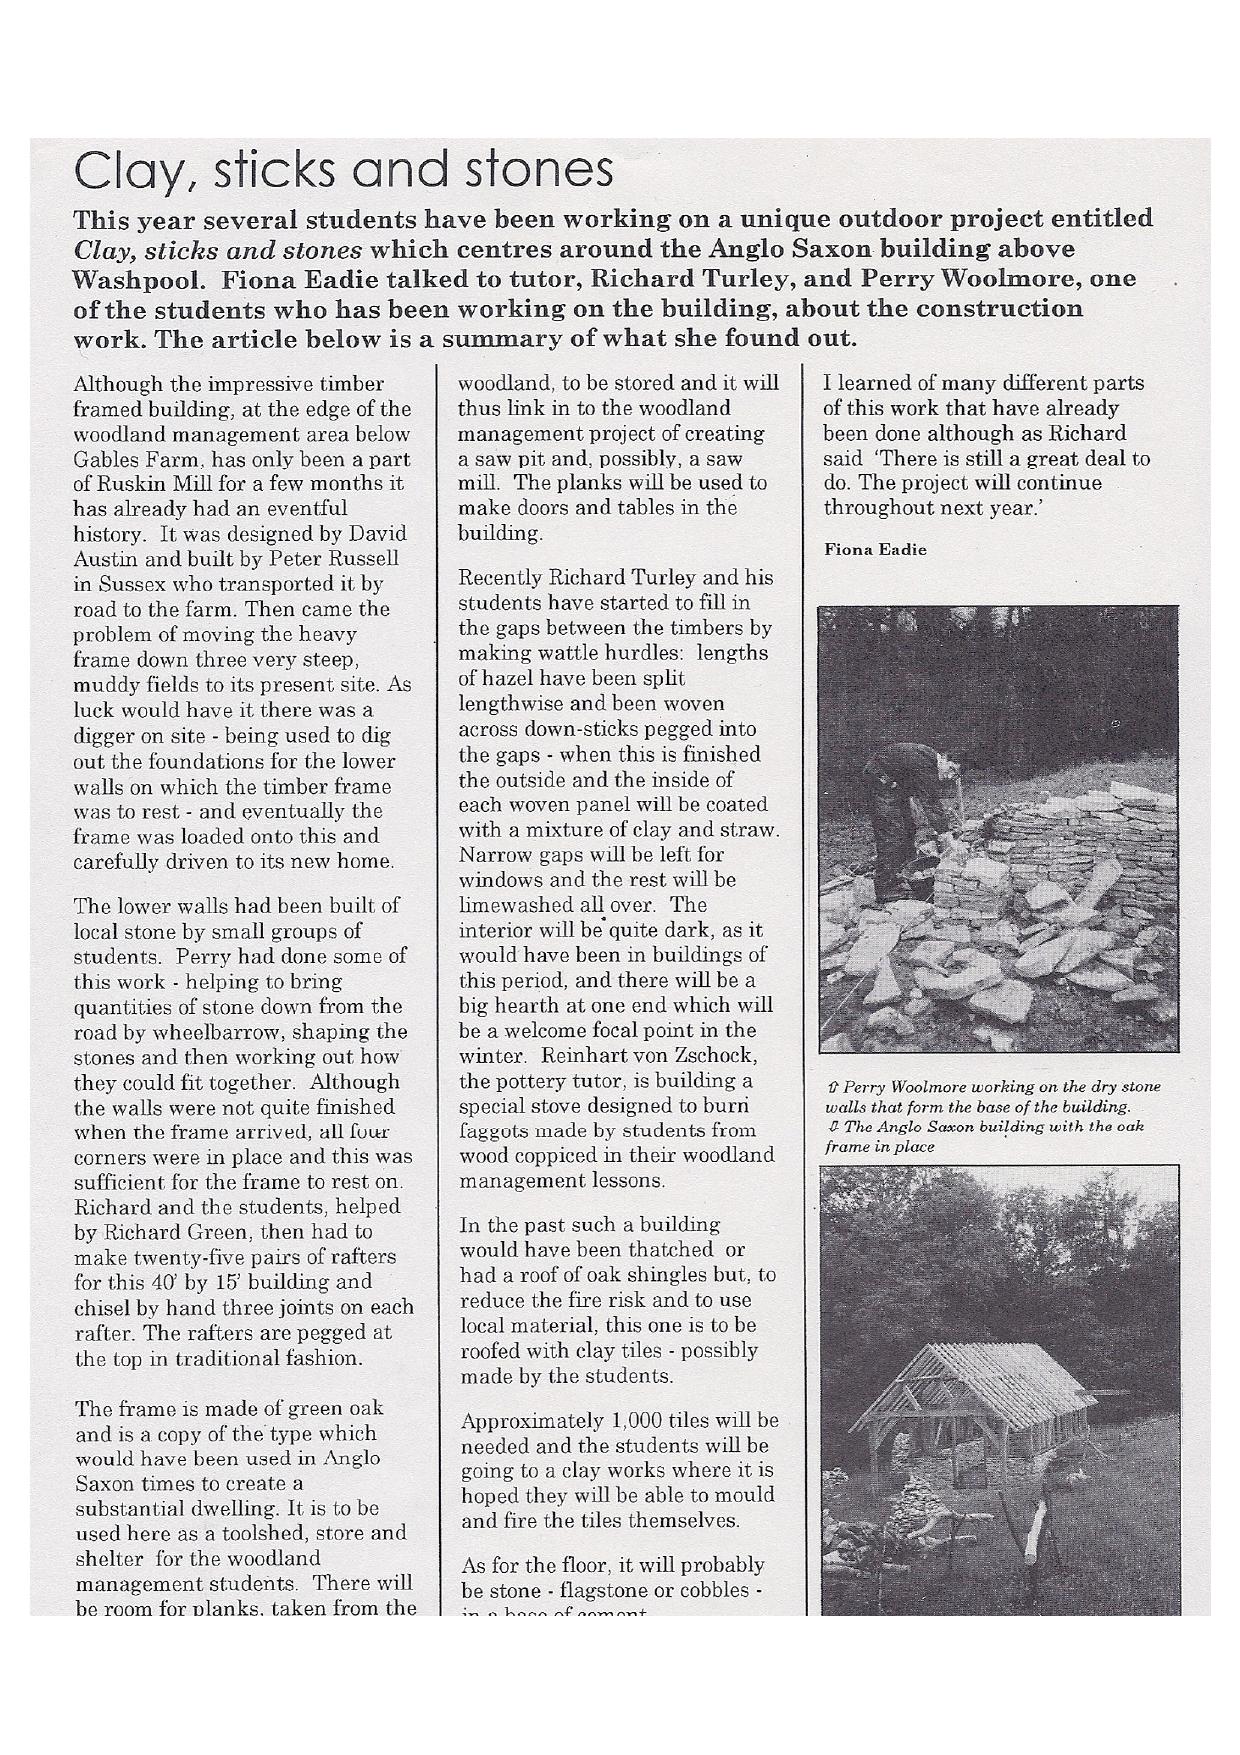 Clay, sticks and stones
This year several students have been working on a unique outdoor project entitled
Clay, sticks and stones which centres around the Anglo Saxon building above
Washpool. Fiona Eadie talked to tutor, Richard Turley, and Perry Woolmore, one
of the students who has been working on the building, about the construction
work. The article below is a summary of what she found out.
Although the impressive timber
framed building, at the edge of the
woodland management area below
Gables Farm, has only been a part
of Ruskin Mill for a few months it
has already had an eventful
history. It was designed by David
Austin and built by Peter Russell
in Sussex who transported it by
road to the farm. Then came the
problem of moving the heavy
frame down three very steep,
muddy fields to its present site. As
luck would have it there was a
digger on site - being used to dig
out the foundations for the lower
walls on which the timber frame
was to rest - and eventually the
frame was loaded onto this and
carefully driven to its new home.
The lower walls had been built of
local stone by small groups of
students. Perry had done some of
this work - helping to bring
quantities of stone down from the
road by wheelbarrow, shaping the
stones and then working out how
they could fit together. Although
the walls were not quite finished
when the frame arrived, all four
corners were in place and this was
sufficient for the frame to rest on.
Richard and the students, helped
by Richard Green, then had to
make twenty-five pairs of rafters
for this 40' by 15' building and
chisel by hand three joints on each
rafter. The rafters are pegged at
the top in traditional fashion.
The frame is made of green oak
and is a copy of the type which
would have been used in Anglo
Saxon times to create a
substantial dwelling. It is to be
used here as a toolshed, store and
shelter for the woodland
management students. There will
be room for planks, taken from the
woodland, to be stored and it will
thus link in to the woodland
management project of creating
a saw pit and, possibly, a saw
mill. The planks will be used to
make doors and tables in the
building.
Recently Richard Turley and his
students have started to fill in
the gaps between the timbers by
making wattle hurdles: lengths
of hazel have been split
lengthwise and been woven
across down-sticks pegged into
the gaps - when this is finished
the outside and the inside of
each woven panel will be coated
with a mixture of clay and straw.
Narrow gaps will be left for
windows and the rest will be
limewashed all over. The
interior will be quite dark, as it
would have been in buildings of
this period, and there will be a
big hearth at one end which will
be a welcome focal point in the
winter. Reinhart von Zschock,
the pottery tutor, is building a
special stove designed to burn
faggots made by students from
wood coppiced in their woodland
management lessons.
In the past such a building
would have been thatched or
had a roof of oak shingles but, to
reduce the fire risk and to use
local material, this one is to be
roofed with clay tiles - possibly
made by the students.
Approximately 1,000 tiles will be
needed and the students will be
going to a clay works where it is
hoped they will be able to mould
and fire the tiles themselves.
As for the floor, it will probably
be stone - flagstone or cobbles -
in a base of cement.
I learned of many different parts
of this work that have already
been done although as Richard
said 'There is still a great deal to
do. The project will continue
throughout next year.'
Fiona Eadie
⇧ Perry Woolmore working on the dry stone
walls that form the base of the building.
⇩ The Anglo Saxon building with the oak
frame in place